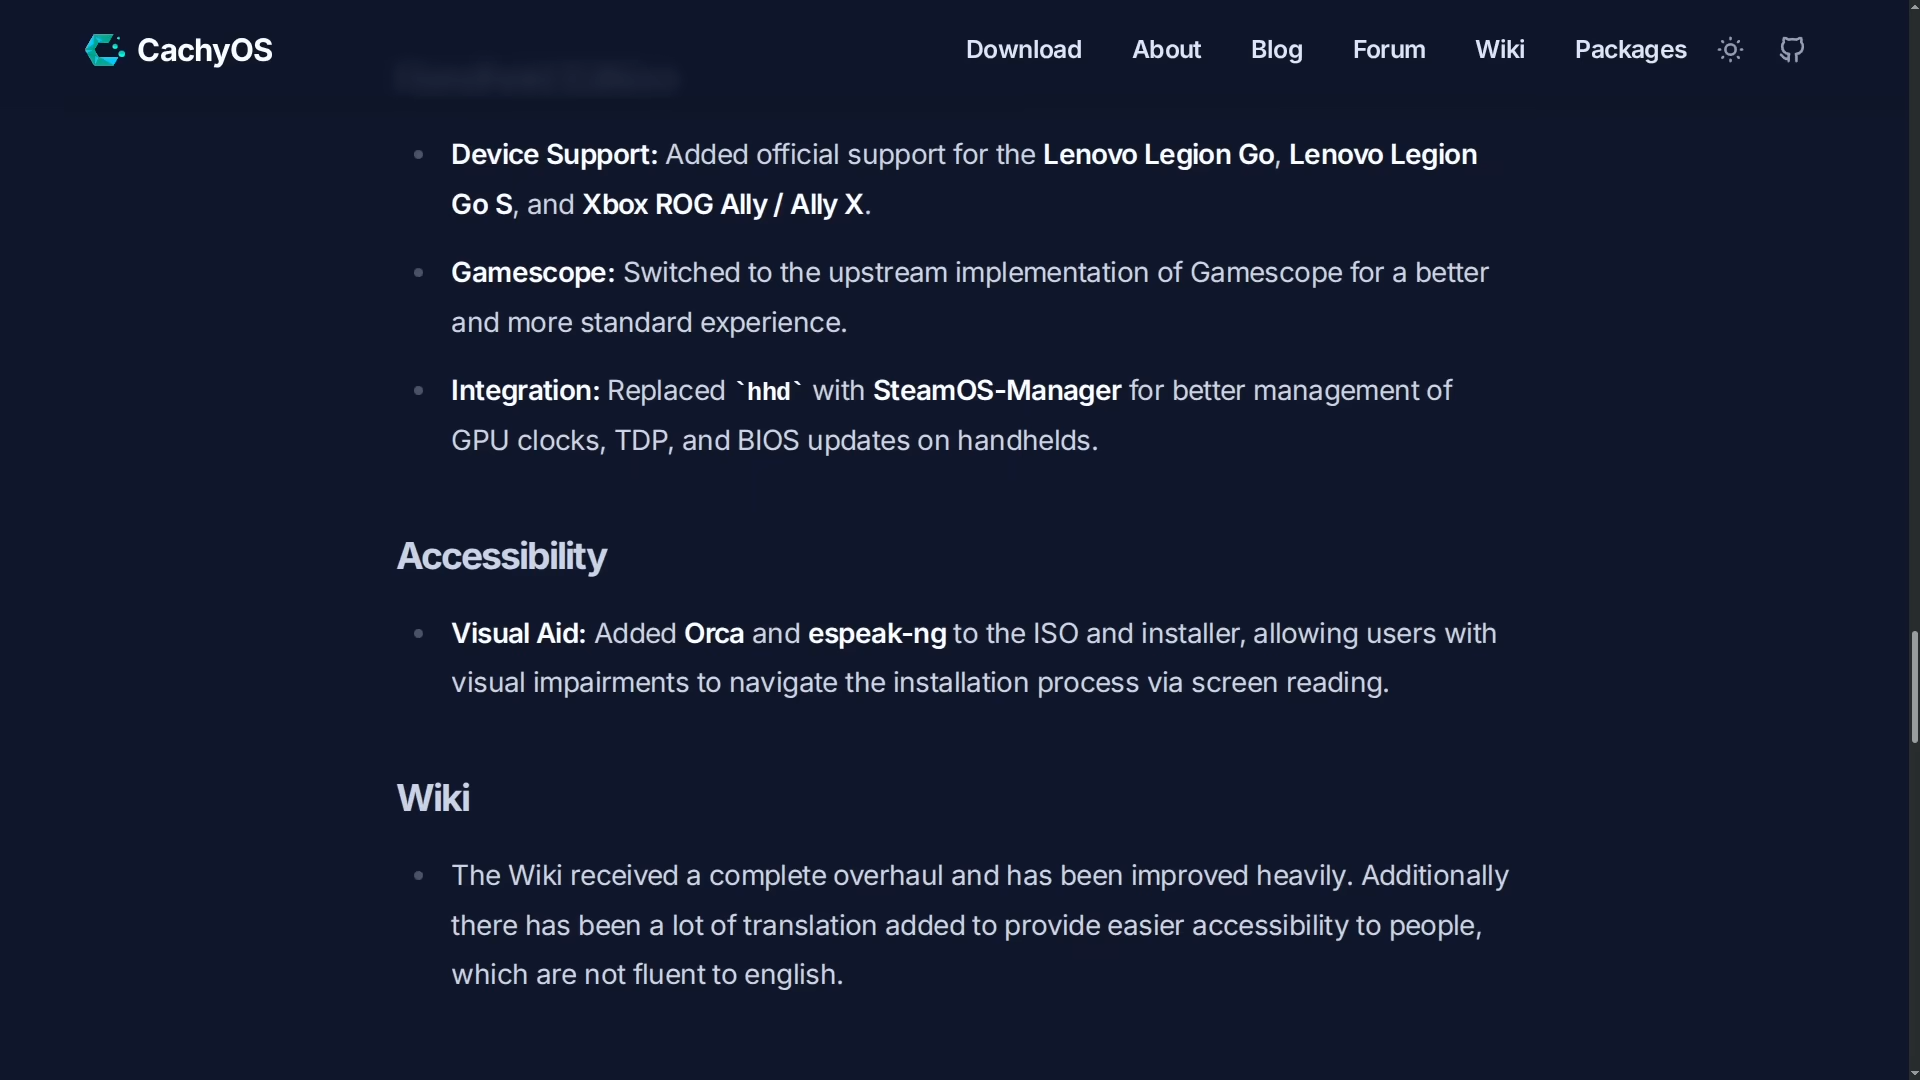 CachyOS
Download About Blog Forum Wiki Packages
Device Support: Added official support for the Lenovo Legion Go, Lenovo Legion
Go S, and Xbox ROG Ally / Ally X.
Gamescope: Switched to the upstream implementation of Gamescope for a better
and more standard experience.
Integration: Replaced `hhd` with SteamOS-Manager for better management of
GPU clocks, TDP, and BIOS updates on handhelds.
Accessibility
Visual Aid: Added Orca and espeak-ng to the ISO and installer, allowing users with
visual impairments to navigate the installation process via screen reading.
Wiki
The Wiki received a complete overhaul and has been improved heavily. Additionally
there has been a lot of translation added to provide easier accessibility to people,
which are not fluent to english.